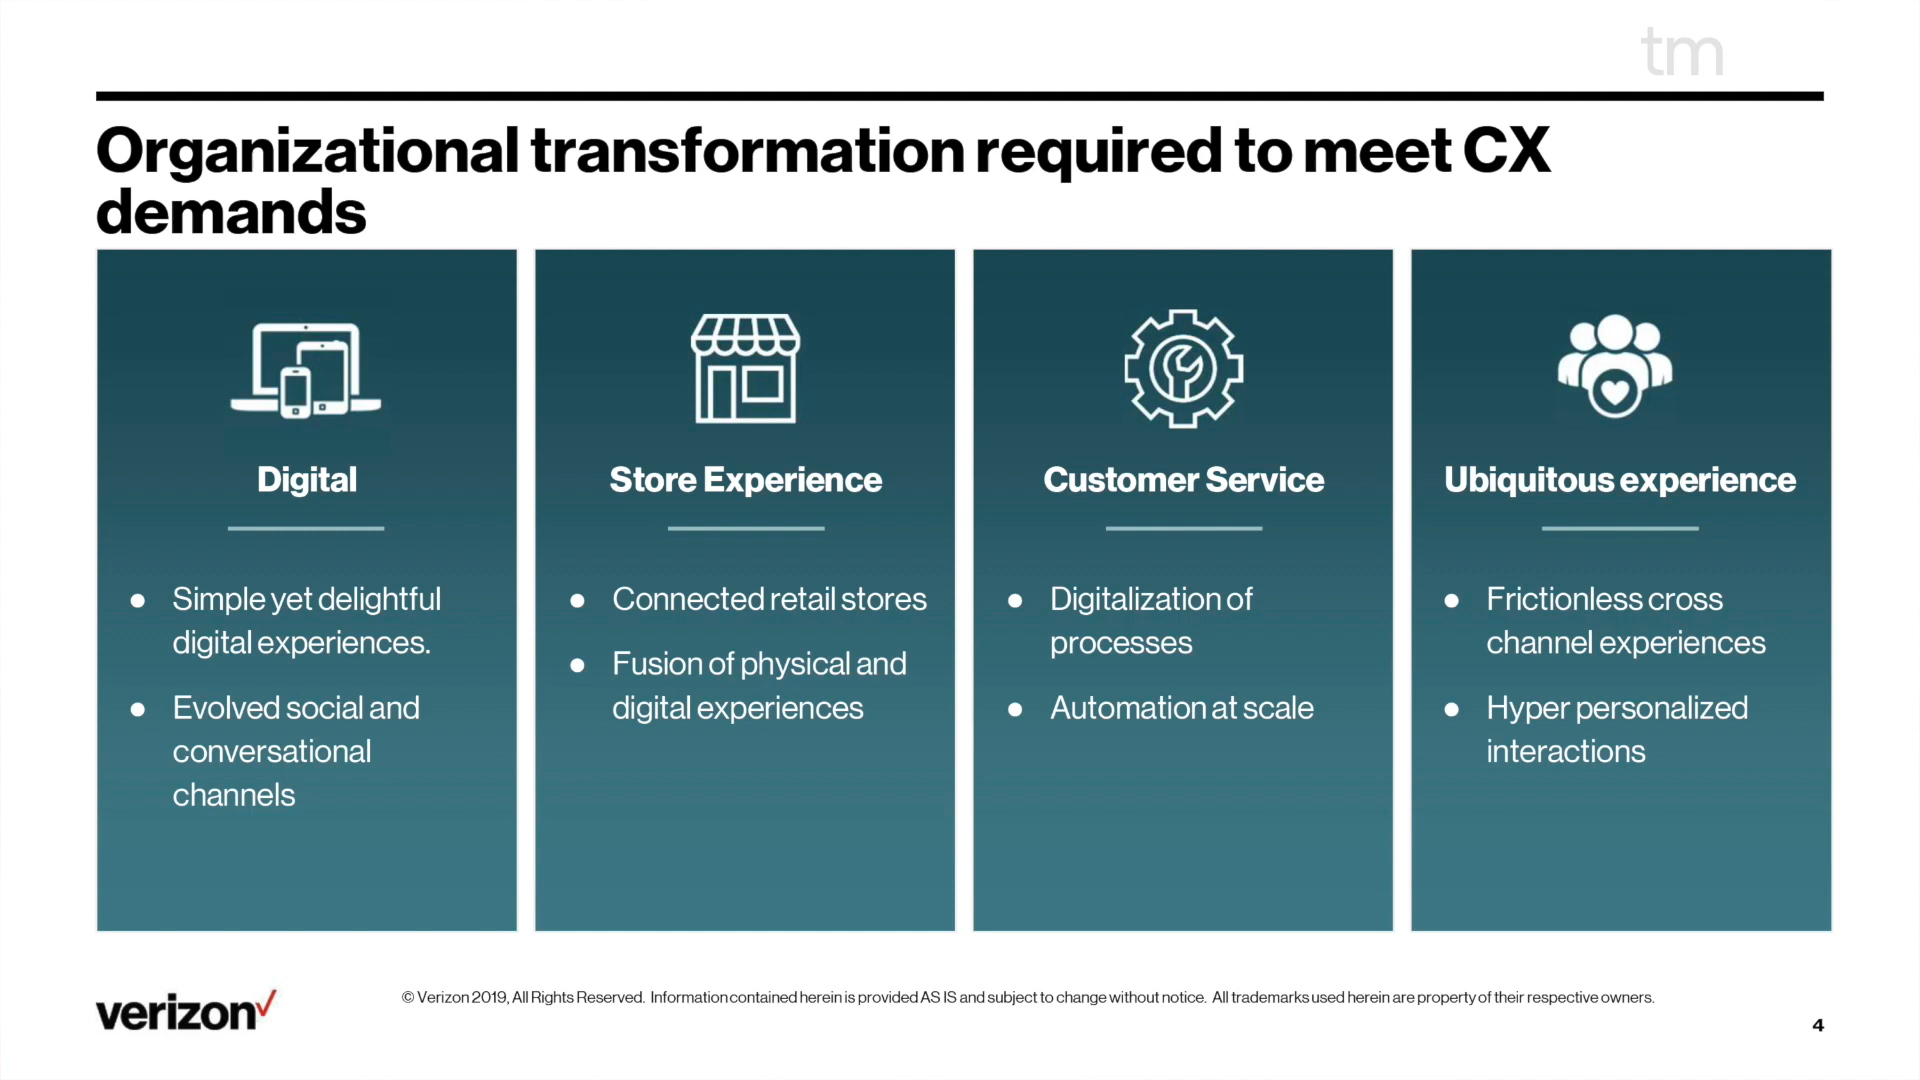 tm
Organizational transformation required to meet CX
demands
Digital
Simple yet delightful
digital experiences.
Evolved social and
conversational
channels
Store Experience
Connected retail stores
Fusion of physical and
digital experiences
Customer Service
Digitalization of
processes
Automation at scale
Ubiquitous experience
Frictionless cross
channel experiences
Hyper personalized
interactions
verizon
© Verizon 2019, All Rights Reserved. Information contained herein is provided AS IS and subject to change without notice. All trademarks used herein are property of their respective owners.
4